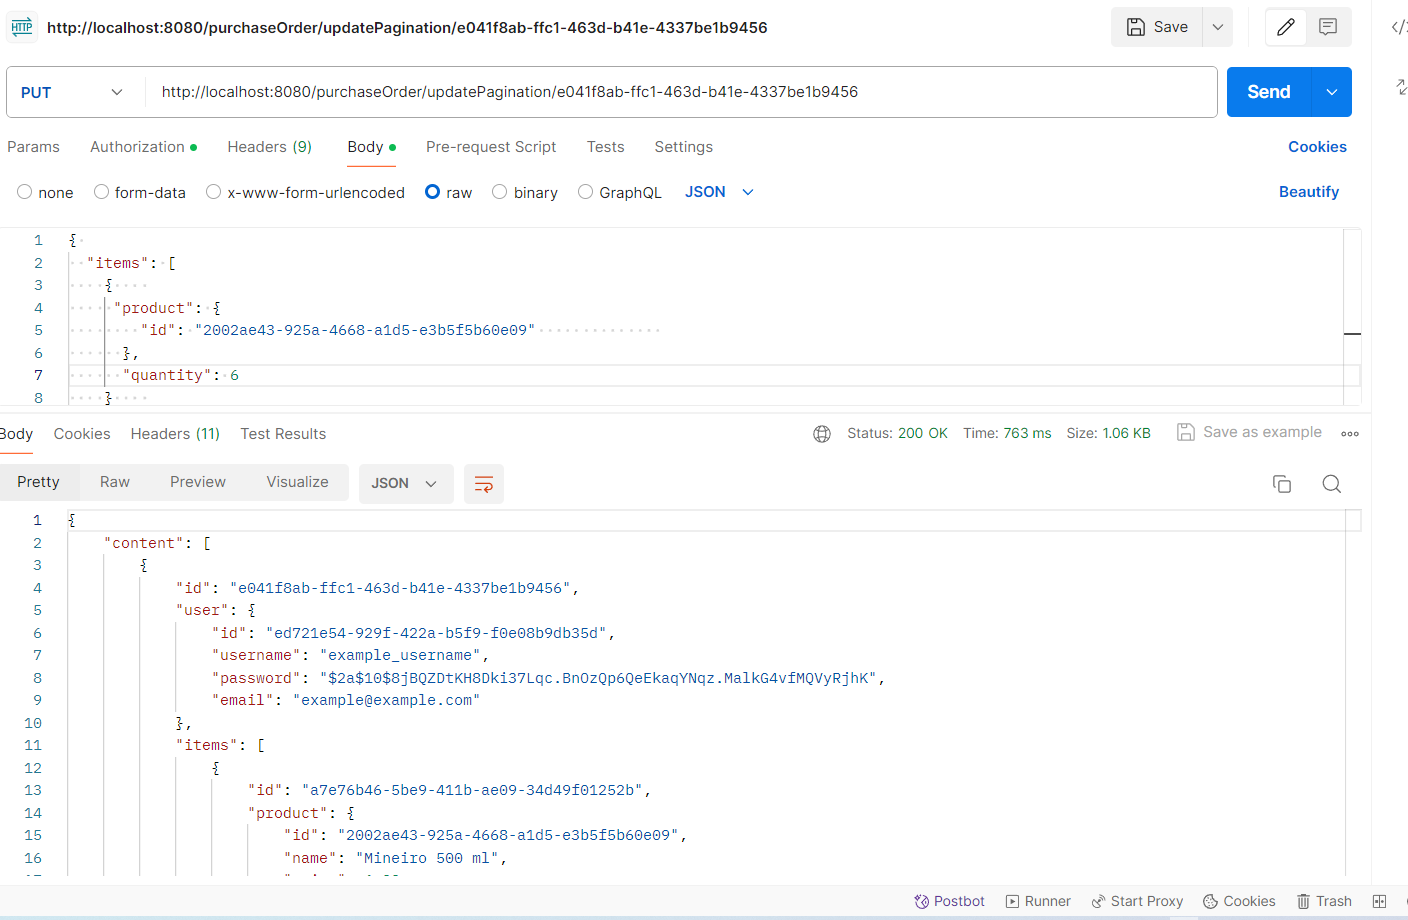 HTTP http://localhost:8080/purchaseOrder/updatePagination/e041f8ab-ffc1-463d-b41e-4337be1b9456 Save
PUT http://localhost:8080/purchaseOrder/updatePagination/e041f8ab-ffc1-463d-b41e-4337be1b9456 Send
Params Authorization Headers (9) Body Pre-request Script Tests Settings Cookies
none form-data x-www-form-urlencoded raw binary GraphQL JSON Beautify
1 {
2 "items": [
3 {
4 "product": {
5 "id": "2002ae43-925a-4668-a1d5-e3b5f5b60e09"
6 },
7 "quantity": 6
8 }
Body Cookies Headers (11) Test Results Status: 200 OK Time: 763 ms Size: 1.06 KB Save as example
Pretty Raw Preview Visualize JSON
1 {
2 "content": [
3 {
4 "id": "e041f8ab-ffc1-463d-b41e-4337be1b9456",
5 "user": {
6 "id": "ed721e54-929f-422a-b5f9-f0e08b9db35d",
7 "username": "example_username",
8 "password": "$2a$10$8jBQZDtKH8Dki37Lqc.BnOzQp6QeEkaqYNqz.MalkG4vfMQVyRjhK",
9 "email": "example@example.com"
10 },
11 "items": [
12 {
13 "id": "a7e76b46-5be9-411b-ae09-34d49f01252b",
14 "product": {
15 "id": "2002ae43-925a-4668-a1d5-e3b5f5b60e09",
16 "name": "Mineiro 500 ml",
Postbot Runner Start Proxy Cookies Trash